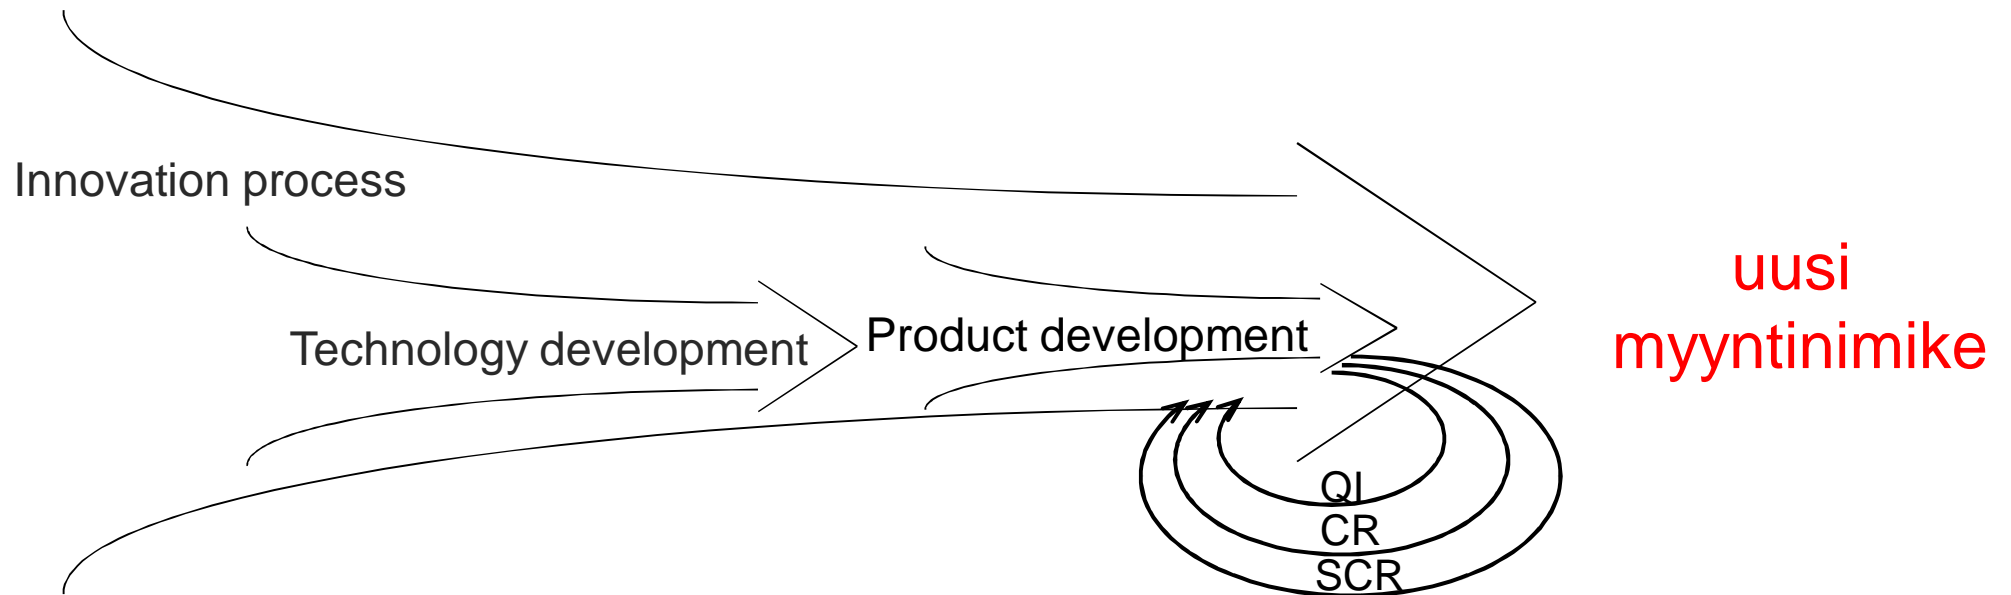 Innovation process
Technology development
Product development
uusi
myyntinimike
QI
CR
SCR